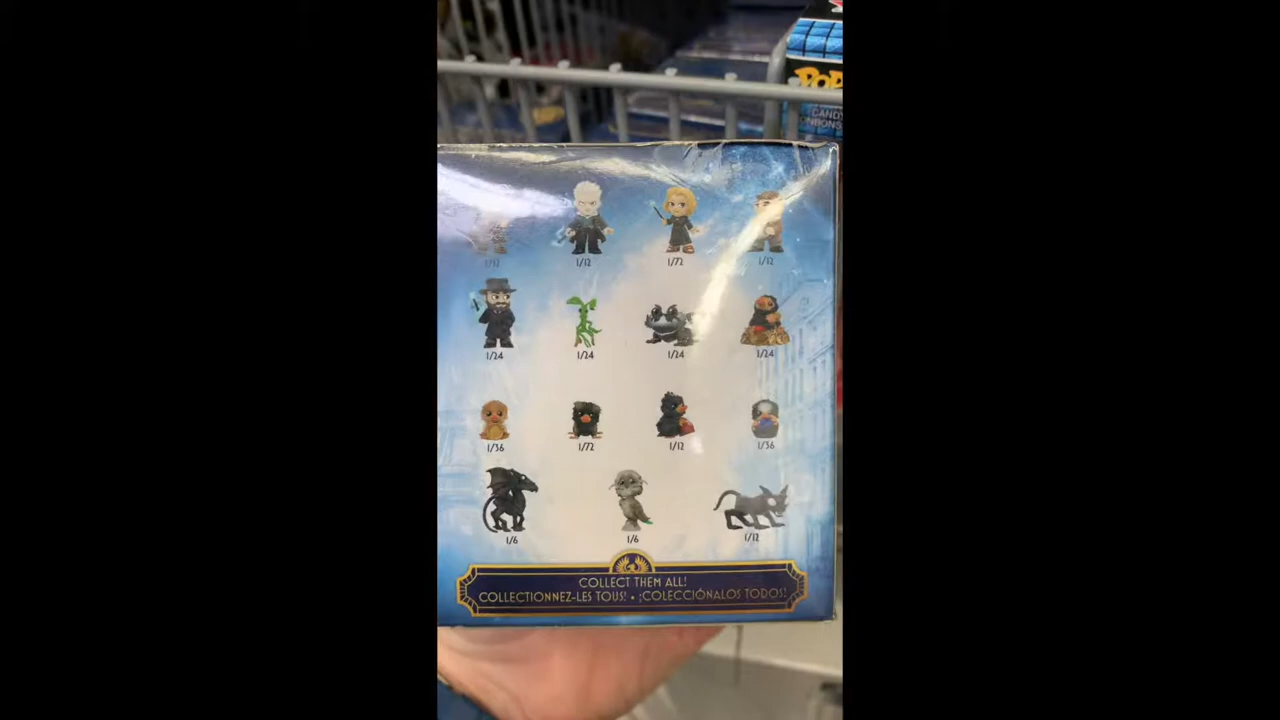 POP
CANDY
1/12 1/12 1/72 1/12
1/24 1/24 1/24 1/24
1/36 1/72 1/12 1/36
1/6 1/6 1/12
COLLECT THEM ALL!
COLLECTIONNEZ-LES TOUS! • ¡COLECCIÓNALOS TODOS!